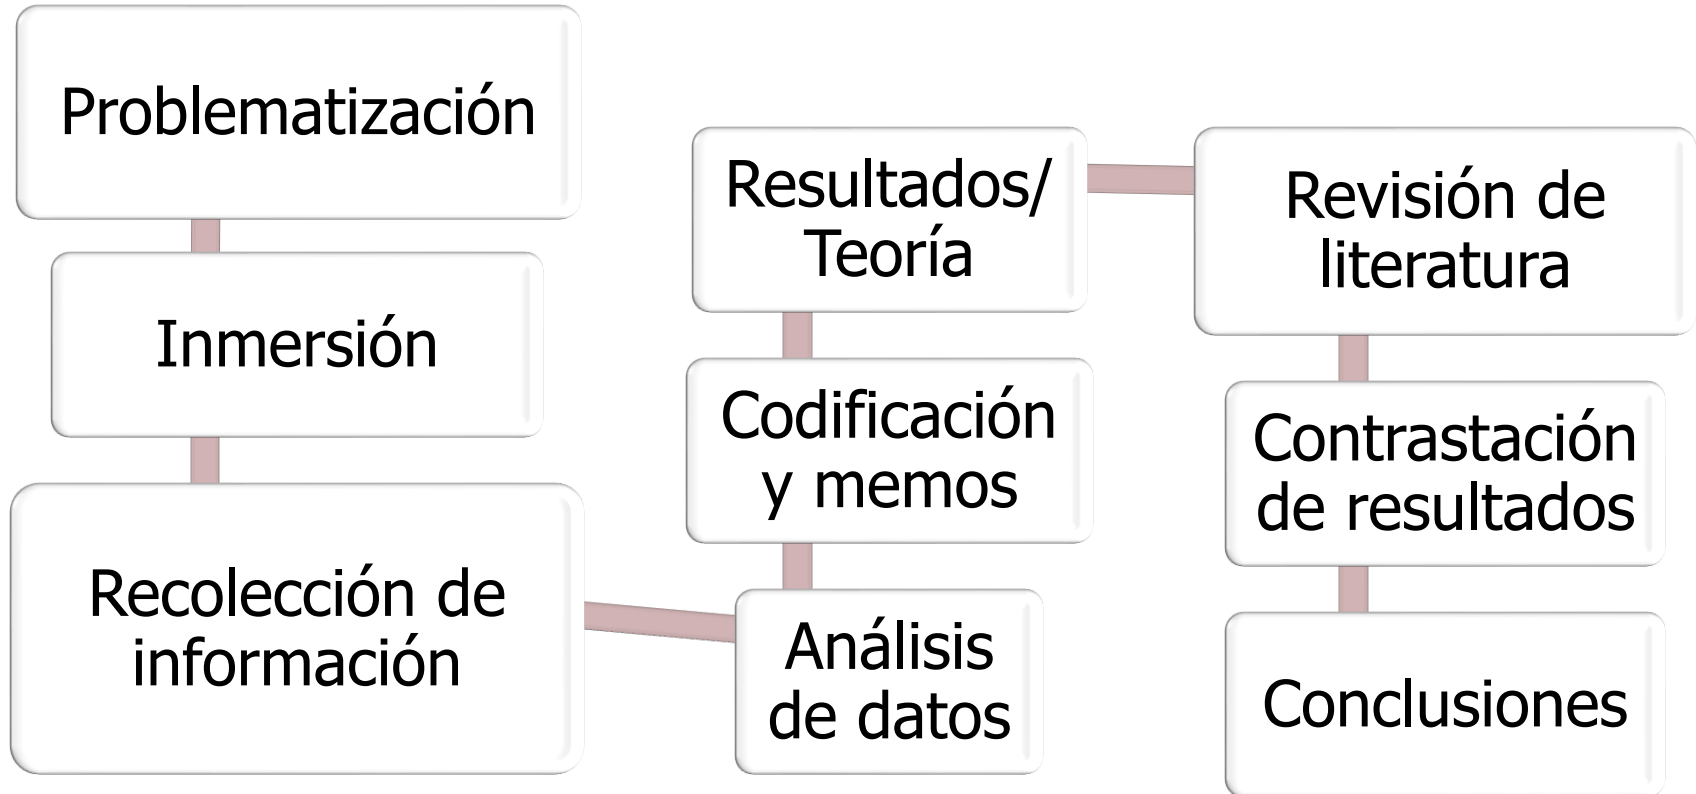 Problematización
Inmersión
Recolección de
información
Análisis
de datos
Codificación
y memos
Resultados/
Teoría
Revisión de
literatura
Contrastación
de resultados
Conclusiones